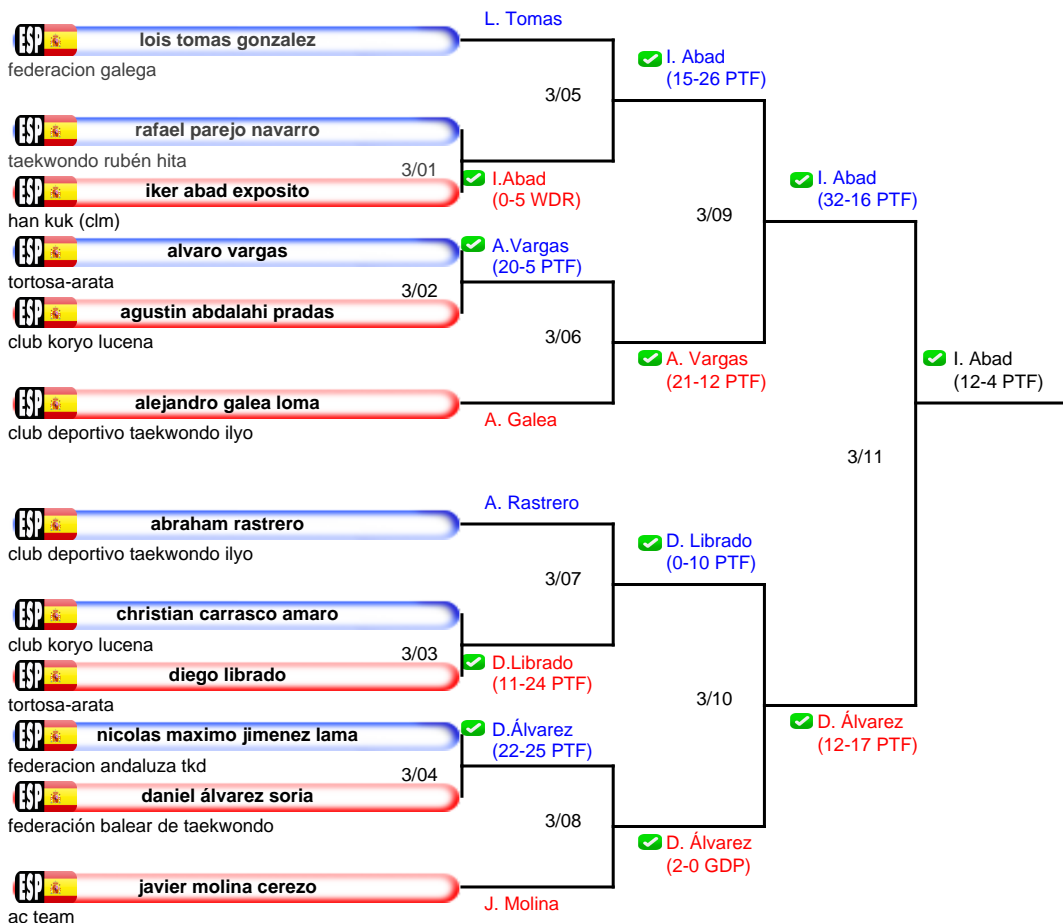 L. Tomas
ESP lois tomas gonzalez
federacion galega
I. Abad
(15-26 PTF)
3/05
ESP rafael parejo navarro
taekwondo rubén hita
3/01
ESP iker abad exposito
han kuk (clm)
I.Abad
(0-5 WDR)
I. Abad
(32-16 PTF)
3/09
ESP alvaro vargas
tortosa-arata
A.Vargas
(20-5 PTF)
3/02
ESP agustin abdalahi pradas
club koryo lucena
3/06
A. Vargas
(21-12 PTF)
I. Abad
(12-4 PTF)
ESP alejandro galea loma
club deportivo taekwondo ilyo
A. Galea
3/11
A. Rastrero
ESP abraham rastrero
club deportivo taekwondo ilyo
D. Librado
(0-10 PTF)
3/07
ESP christian carrasco amaro
club koryo lucena
3/03
ESP diego librado
tortosa-arata
D.Librado
(11-24 PTF)
3/10
D. Álvarez
(12-17 PTF)
ESP nicolas maximo jimenez lama
federacion andaluza tkd
D.Álvarez
(22-25 PTF)
3/04
ESP daniel álvarez soria
federación balear de taekwondo
3/08
D. Álvarez
(2-0 GDP)
ESP javier molina cerezo
ac team
J. Molina